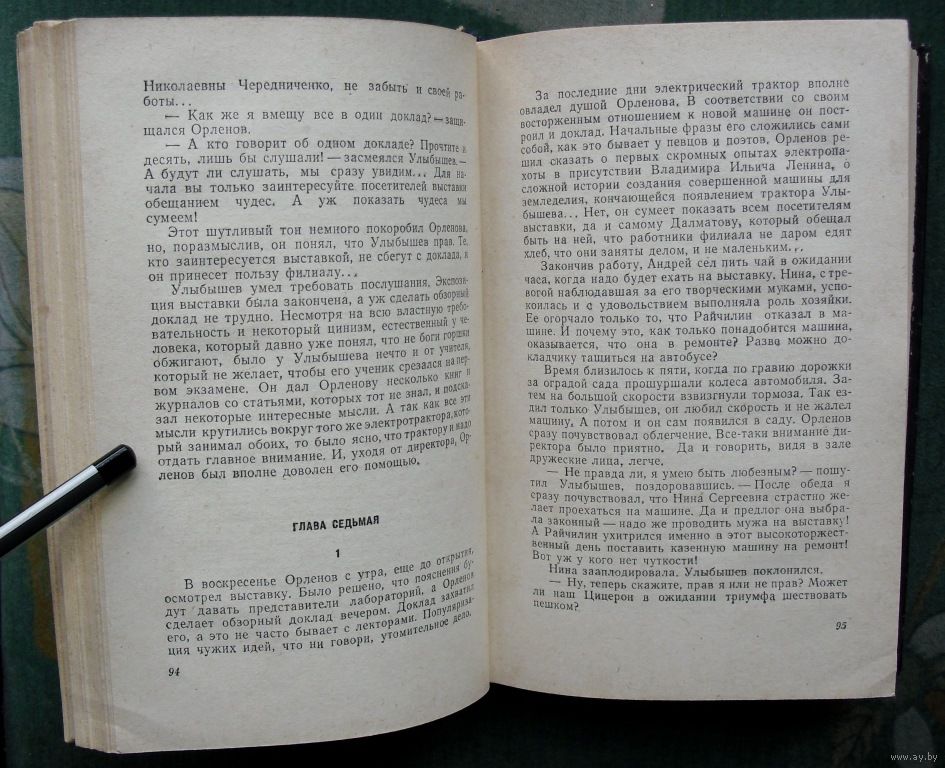 Николаевны Чередниченко, не забыть и своей ра-
боты...
— Как же я вмещу все в один доклад? — защи-
щался Орленов.
— А кто говорит об одном докладе? Прочтите и
десять, лишь бы слушали! — засмеялся Улыбышев. —
А будут ли слушать, мы сразу увидим... Для на-
чала вы только заинтересуйте посетителей выставки
обещанием чудес. А уж показать чудеса мы
сумеем!
Этот шутливый тон немного покоробил Орленова,
но, поразмыслив, он понял, что Улыбышев прав. Те,
кто заинтересуется выставкой, не сбегут с доклада, и
он принесет пользу филиалу...
Улыбышев умел требовать послушания. Экспози-
ция выставки была закончена, а уж сделать обзорный
доклад не трудно. Несмотря на всю властную требо-
вательность и некоторый цинизм, естественный у че-
ловека, который давно уже понял, что не боги горшки
обжигают, было у Улыбышева нечто и от учителя,
который не желает, чтобы его ученик срезался на пер-
вом экзамене. Он дал Орленову несколько книг и
журналов со статьями, которых тот не знал, и подска-
зал некоторые интересные мысли. А так как все эти
мысли крутились вокруг того же электротрактора, кото-
рый занимал обоих, то было ясно, что трактору и надо
отдать главное внимание. И, уходя от директора, Ор-
ленов был вполне доволен его помощью.
ГЛАВА СЕДЬМАЯ
1
В воскресенье Орленов с утра, еще до открытия,
осмотрел выставку. Было решено, что пояснения бу-
дут давать представители лабораторий, а Орленов
сделает обзорный доклад вечером. Доклад захватил
его, а это не часто бывает с лекторами. Популяриза-
ция чужих идей, что ни говори, утомительное дело.
94
За последние дни электрический трактор вполне
овладел душой Орленова. В соответствии со своим
восторженным отношением к новой машине он пост-
роил и доклад. Начальные фразы его сложились сами
собой, как это бывает у певцов и поэтов. Орленов ре-
шил сказать о первых скромных опытах электропа-
хоты в присутствии Владимира Ильича Ленина, о
сложной истории создания совершенной машины для
земледелия, кончающейся появлением трактора Улы-
бышева... Нет, он сумеет показать всем посетителям
выставки, да и самому Далматову, который обещал
быть на ней, что работники филиала не даром едят
хлеб, что они заняты делом, и не маленьким...
Закончив работу, Андрей сел пить чай в ожидании
часа, когда надо будет ехать на выставку. Нина, с тре-
вогой наблюдавшая за его творческими муками, успо-
коилась и с удовольствием выполняла роль хозяйки.
Ее огорчало только то, что Райчилин отказал в ма-
шине. И почему это, как только понадобится машина,
оказывается, что она в ремонте? Разве можно до-
кладчику тащиться на автобусе?
Время близилось к пяти, когда по гравию дорожки
за оградой сада прошуршали колеса автомобиля. За-
тем на большой скорости взвизгнули тормоза. Так ез-
дил только Улыбышев, он любил скорость и не жалел
машину. А потом и он сам появился в саду. Орленов
сразу почувствовал облегчение. Все-таки внимание ди-
ректора было приятно. Да и говорить, видя в зале
дружеские лица, легче.
— Не правда ли, я умею быть любезным? — пошу-
тил Улыбышев, поздоровавшись. — После обеда я
сразу почувствовал, что Нина Сергеевна страстно же-
лает проехаться на машине. Да и предлог она выбра-
ла законный — надо же проводить мужа на выставку!
А Райчилин ухитрился именно в этот высокоторжест-
венный день поставить казенную машину на ремонт!
Вот уж у кого нет чуткости!
Нина зааплодировала. Улыбышев поклонился.
— Ну, теперь скажите, прав я или не прав? Может
ли наш Цицерон в ожидании триумфа шествовать
пешком?
95
www.ay.by